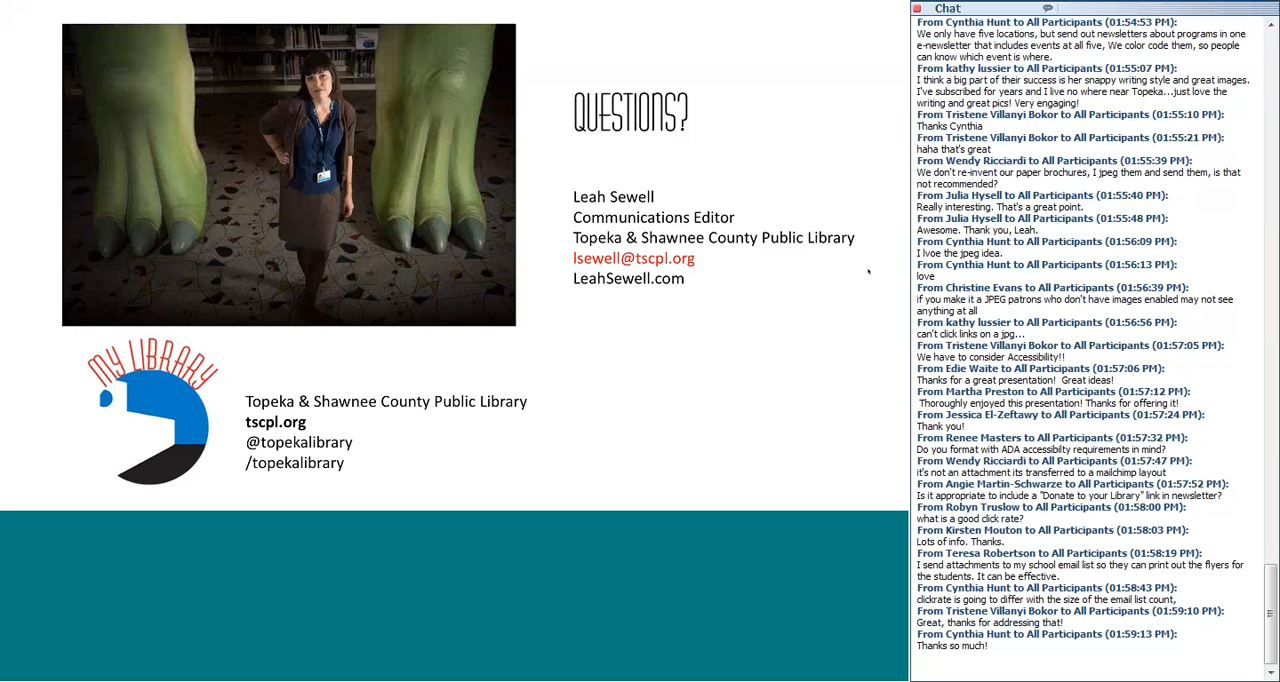 QUESTIONS?
Leah Sewell
Communications Editor
Topeka & Shawnee County Public Library
lsewell@tscpl.org
LeahSewell.com
MY LIBRARY
Topeka & Shawnee County Public Library
tscpl.org
@topekalibrary
/topekalibrary
Chat
From Cynthia Hunt to All Participants (01:54:53 PM):
We only have five locations, but send out newsletters about programs in one
e-newsletter that includes events at all five, We color code them, so people
can know which event is where.
From kathy lussier to All Participants (01:55:07 PM):
I think a big part of their success is her snappy writing style and great images.
I've subscribed for years and I live no where near Topeka...just love the
writing and great pics! Very engaging!
From Tristene Villanyi Bokor to All Participants (01:55:10 PM):
Thanks Cynthia
From Tristene Villanyi Bokor to All Participants (01:55:21 PM):
haha that's great
From Wendy Ricciardi to All Participants (01:55:39 PM):
We don't re-invent our paper brochures, I jpeg them and send them, is that
not recommended?
From Julia Hysell to All Participants (01:55:40 PM):
Really interesting. That's a great point.
From Julia Hysell to All Participants (01:55:48 PM):
Awesome. Thank you, Leah.
From Cynthia Hunt to All Participants (01:56:09 PM):
I lvoe the jpeg idea.
From Cynthia Hunt to All Participants (01:56:13 PM):
love
From Christine Evans to All Participants (01:56:39 PM):
if you make it a JPEG patrons who don't have images enabled may not see
anything at all
From kathy lussier to All Participants (01:56:56 PM):
can't click links on a jpg...
From Tristene Villanyi Bokor to All Participants (01:57:05 PM):
We have to consider Accessibility!!
From Edie Waite to All Participants (01:57:06 PM):
Thanks for a great presentation! Great ideas!
From Martha Preston to All Participants (01:57:12 PM):
Thoroughly enjoyed this presentation! Thanks for offering it!
From Jessica El-Zeftawy to All Participants (01:57:24 PM):
Thank you!
From Renee Masters to All Participants (01:57:32 PM):
Do you format with ADA accessibilty requirements in mind?
From Wendy Ricciardi to All Participants (01:57:47 PM):
it's not an attachment its transferred to a mailchimp layout
From Angie Martin-Schwarze to All Participants (01:57:52 PM):
Is it appropriate to include a "Donate to your Library" link in newsletter?
From Robyn Truslow to All Participants (01:58:00 PM):
what is a good click rate?
From Kirsten Mouton to All Participants (01:58:03 PM):
Lots of info. Thanks.
From Teresa Robertson to All Participants (01:58:19 PM):
I send attachments to my school email list so they can print out the flyers for
the students. It can be effective.
From Cynthia Hunt to All Participants (01:58:43 PM):
clickrate is going to differ with the size of the email list count,
From Tristene Villanyi Bokor to All Participants (01:59:10 PM):
Great, thanks for addressing that!
From Cynthia Hunt to All Participants (01:59:13 PM):
Thanks so much!